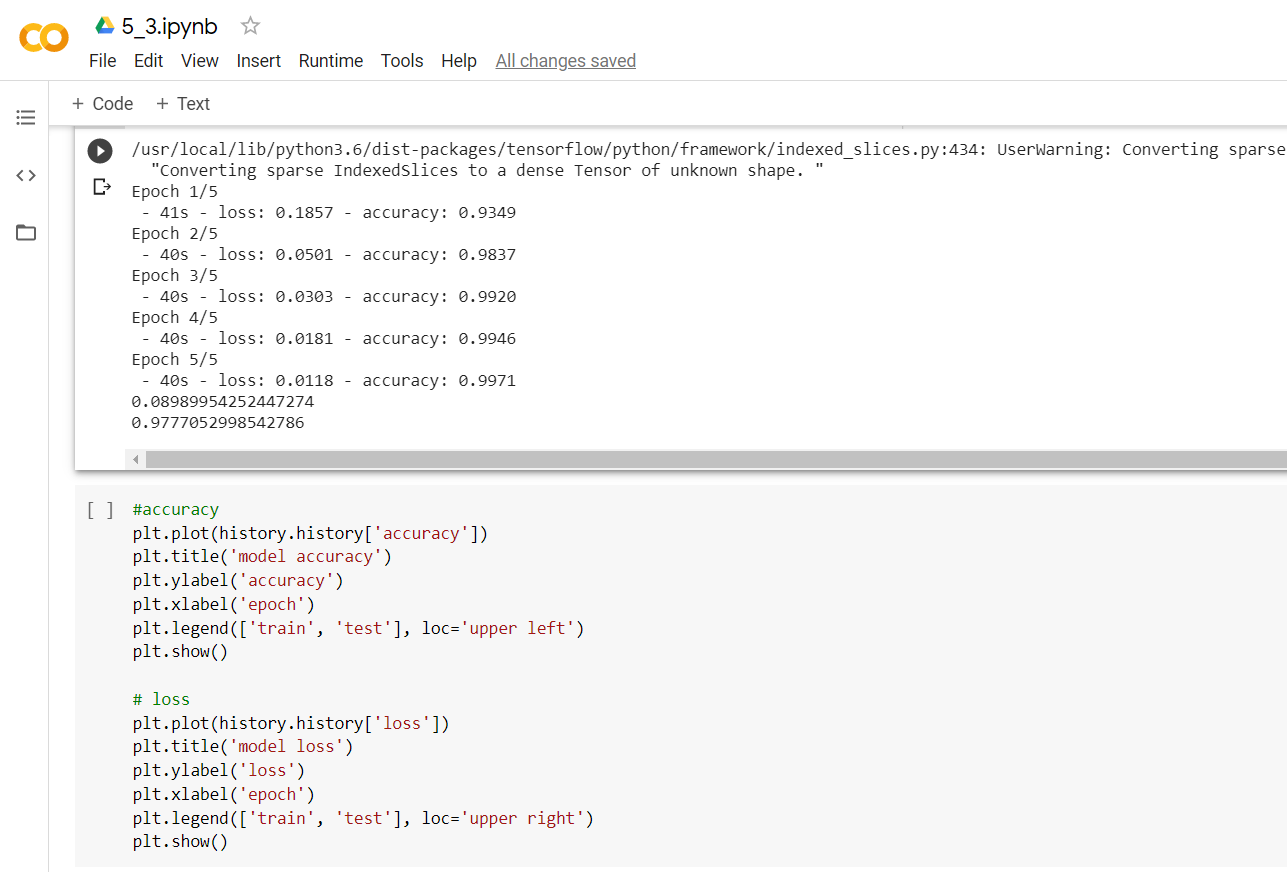 5_3.ipynb
File Edit View Insert Runtime Tools Help All changes saved
+ Code + Text
/usr/local/lib/python3.6/dist-packages/tensorflow/python/framework/indexed_slices.py:434: UserWarning: Converting sparse
"Converting sparse IndexedSlices to a dense Tensor of unknown shape. "
Epoch 1/5
 - 41s - loss: 0.1857 - accuracy: 0.9349
Epoch 2/5
 - 40s - loss: 0.0501 - accuracy: 0.9837
Epoch 3/5
 - 40s - loss: 0.0303 - accuracy: 0.9920
Epoch 4/5
 - 40s - loss: 0.0181 - accuracy: 0.9946
Epoch 5/5
 - 40s - loss: 0.0118 - accuracy: 0.9971
0.08989954252447274
0.9777052998542786
[ ] #accuracy
plt.plot(history.history['accuracy'])
plt.title('model accuracy')
plt.ylabel('accuracy')
plt.xlabel('epoch')
plt.legend(['train', 'test'], loc='upper left')
plt.show()
# loss
plt.plot(history.history['loss'])
plt.title('model loss')
plt.ylabel('loss')
plt.xlabel('epoch')
plt.legend(['train', 'test'], loc='upper right')
plt.show()